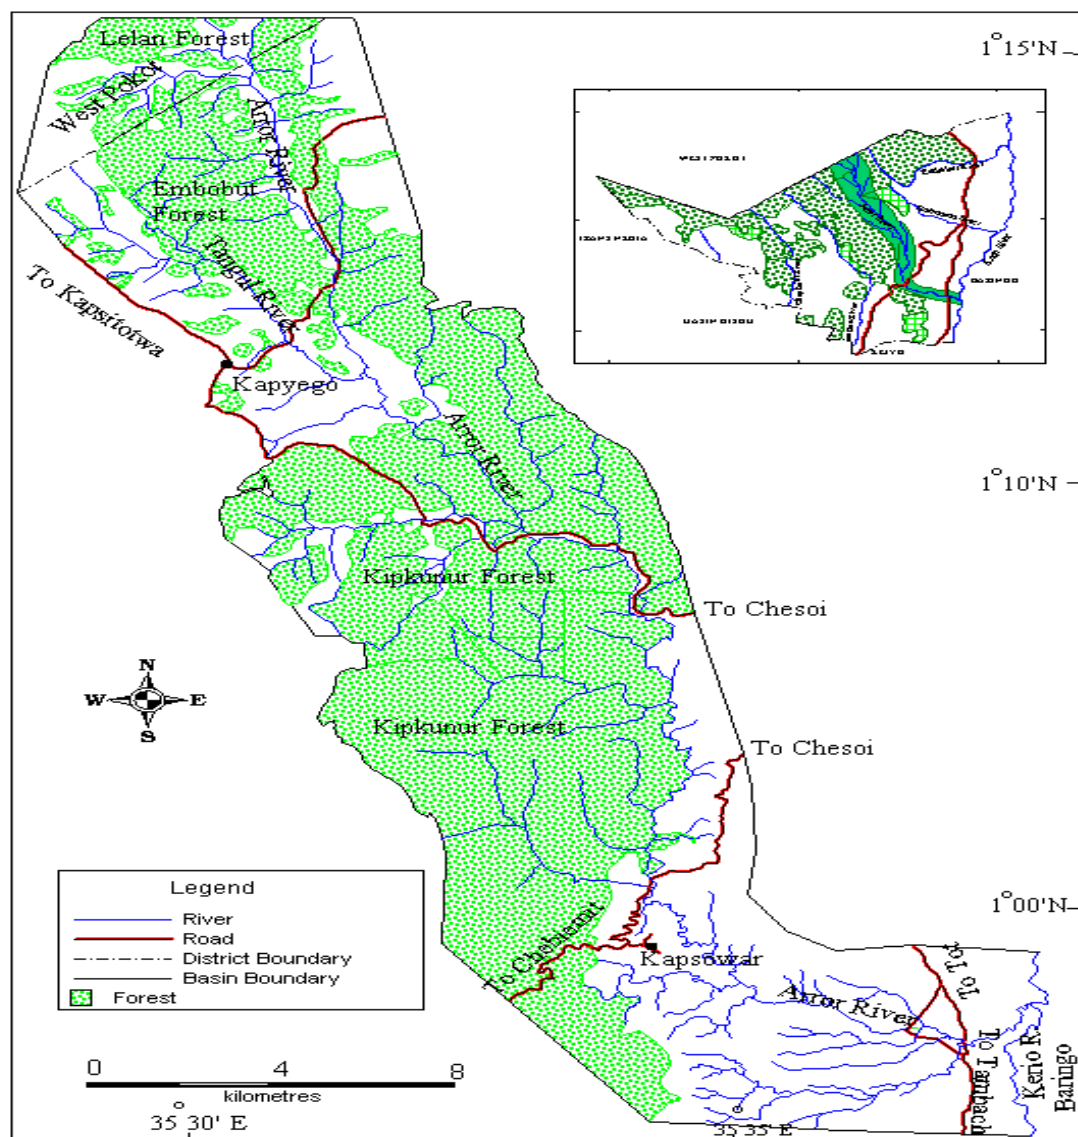 Lelan Forest
1°15'N
West Pokot
Arror River
Embobut
Forest
Tangul River
To Kapstiotwa
Kapyego
Arror River
1°10'N
Kipkunur Forest
To Chesoi
N
W E
S
Kipkunur Forest
To Chesoi
Legend
River
Road
District Boundary
Basin Boundary
Forest
1°00'N
To Chebiemit
Kapsowar
Arror River
To Tot
To Tambach
Kerio R.
Baringo
0 4 8
kilometres
35°30' E
35°35' E